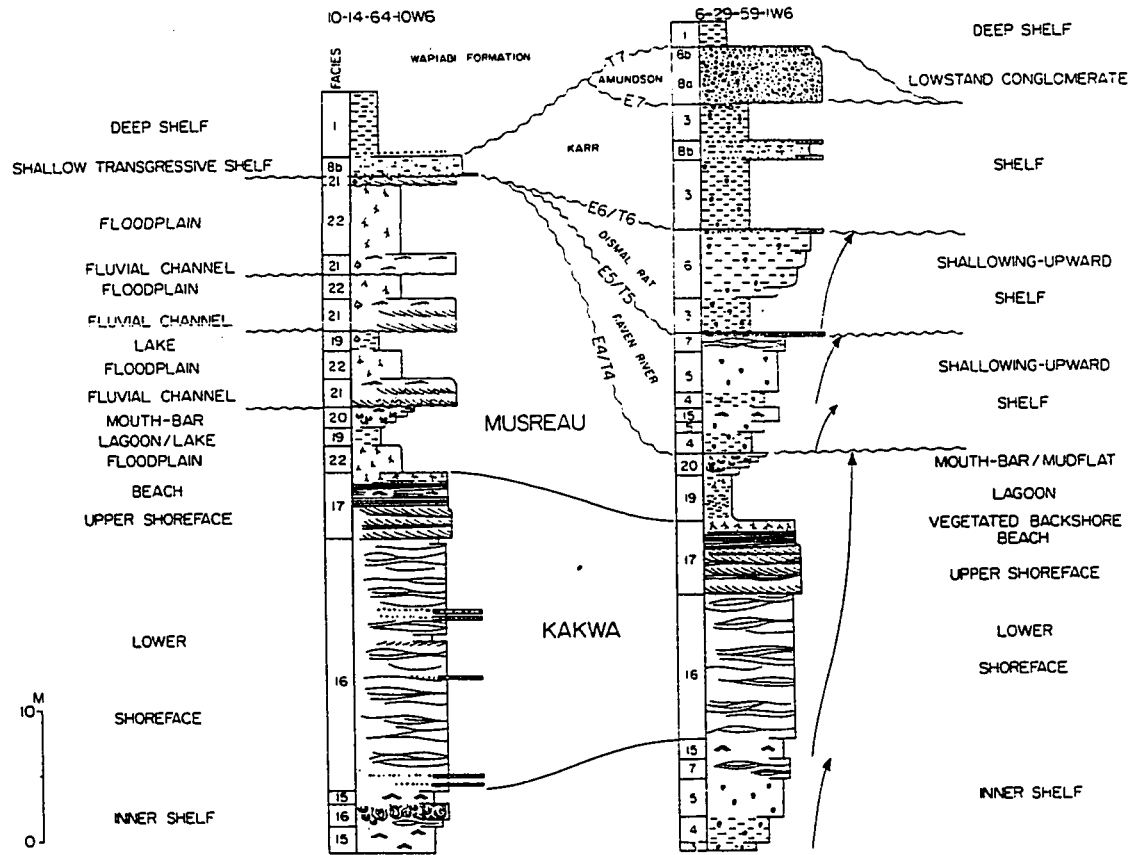 10-14-64-10W6
6-29-59-1W6
FACIES
WAPIABI FORMATION
DEEP SHELF
SHALLOW TRANSGRESSIVE SHELF
FLOODPLAIN
FLUVIAL CHANNEL
FLOODPLAIN
FLUVIAL CHANNEL
LAKE
FLOODPLAIN
FLUVIAL CHANNEL
MOUTH-BAR
LAGOON/LAKE
FLOODPLAIN
BEACH
UPPER SHOREFACE
LOWER
SHOREFACE
INNER SHELF
M
10
0
1
8b
21
22
21
22
21
19
22
21
20
19
22
17
16
15
16
15
T7
AMUNDSON
E7
KARR
E6/T6
DISMAL RAT
E5/T5
RAVEN RIVER
E4/T4
MUSREAU
KAKWA
1
6b
8a
3
8b
3
6
3
7
5
4
15
5
4
20
19
17
16
15
7
5
4
DEEP SHELF
LOWSTAND CONGLOMERATE
SHELF
SHALLOWING-UPWARD
SHELF
SHALLOWING-UPWARD
SHELF
MOUTH-BAR/MUDFLAT
LAGOON
VEGETATED BACKSHORE
BEACH
UPPER SHOREFACE
LOWER
SHOREFACE
INNER SHELF